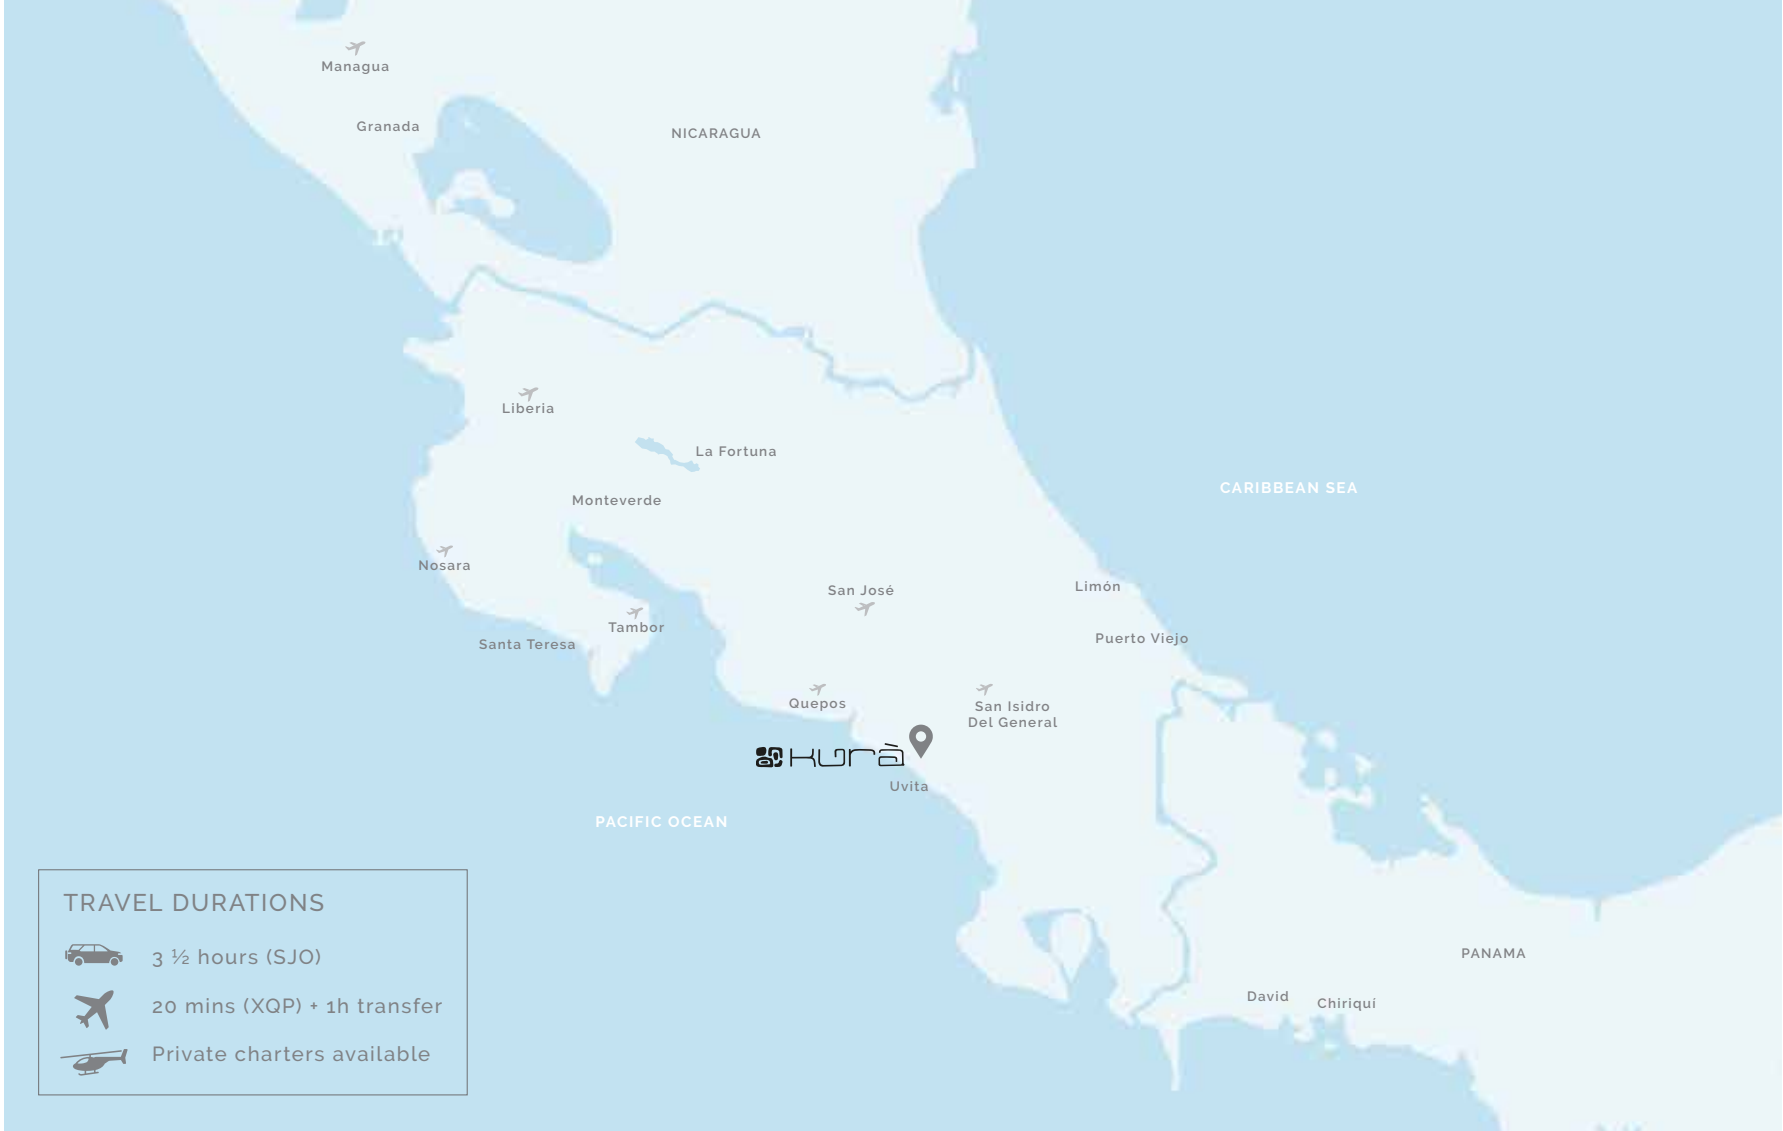 Managua
Granada
NICARAGUA
Liberia
La Fortuna
CARIBBEAN SEA
Monteverde
Nosara
San José
Limón
Tambor
Santa Teresa
Puerto Viejo
Quepos
San Isidro
Del General
kurà
Uvita
PACIFIC OCEAN
TRAVEL DURATIONS
3 ½ hours (SJO)
20 mins (XQP) + 1h transfer
Private charters available
PANAMA
David
Chiriquí